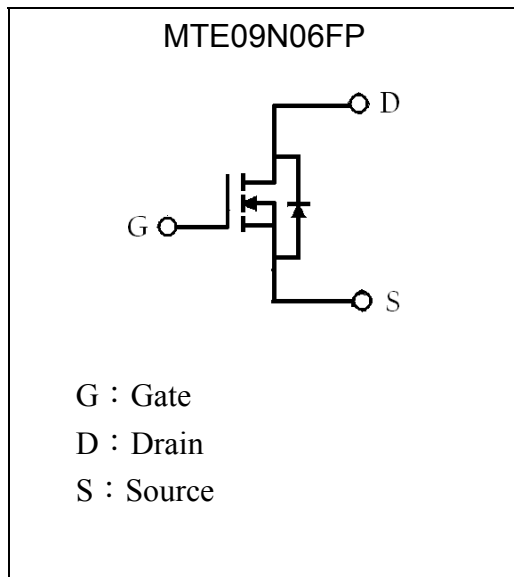 MTE09N06FP
D
G
S
G：Gate
D：Drain
S：Source